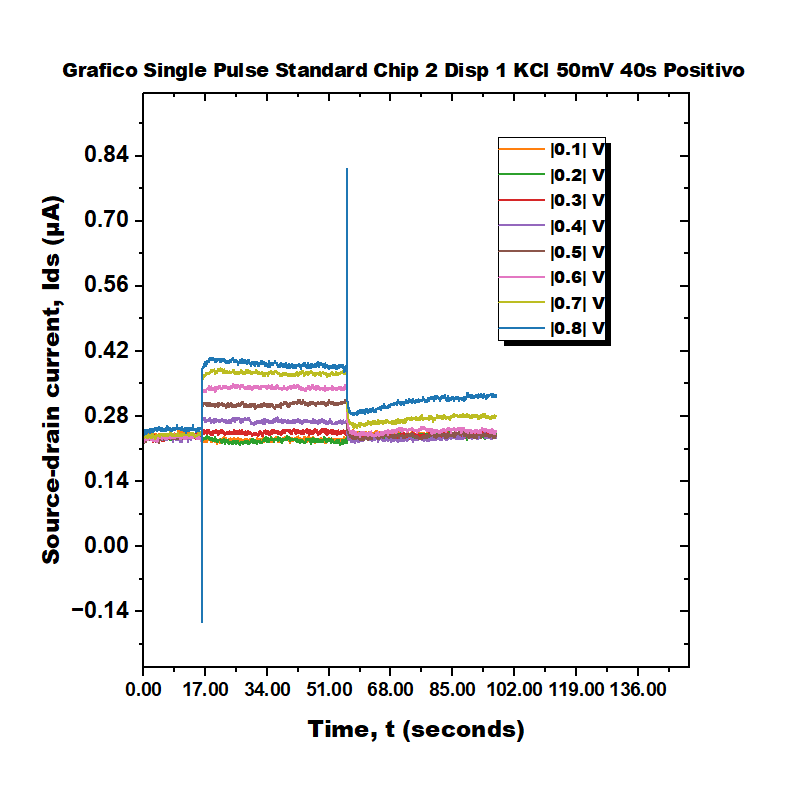 Grafico Single Pulse Standard Chip 2 Disp 1 KCl 50mV 40s Positivo
|0.1| V
|0.2| V
|0.3| V
|0.4| V
|0.5| V
|0.6| V
|0.7| V
|0.8| V
Source-drain current, Ids (µA)
0.84
0.70
0.56
0.42
0.28
0.14
0.00
−0.14
0.00 17.00 34.00 51.00 68.00 85.00 102.00 119.00 136.00
Time, t (seconds)